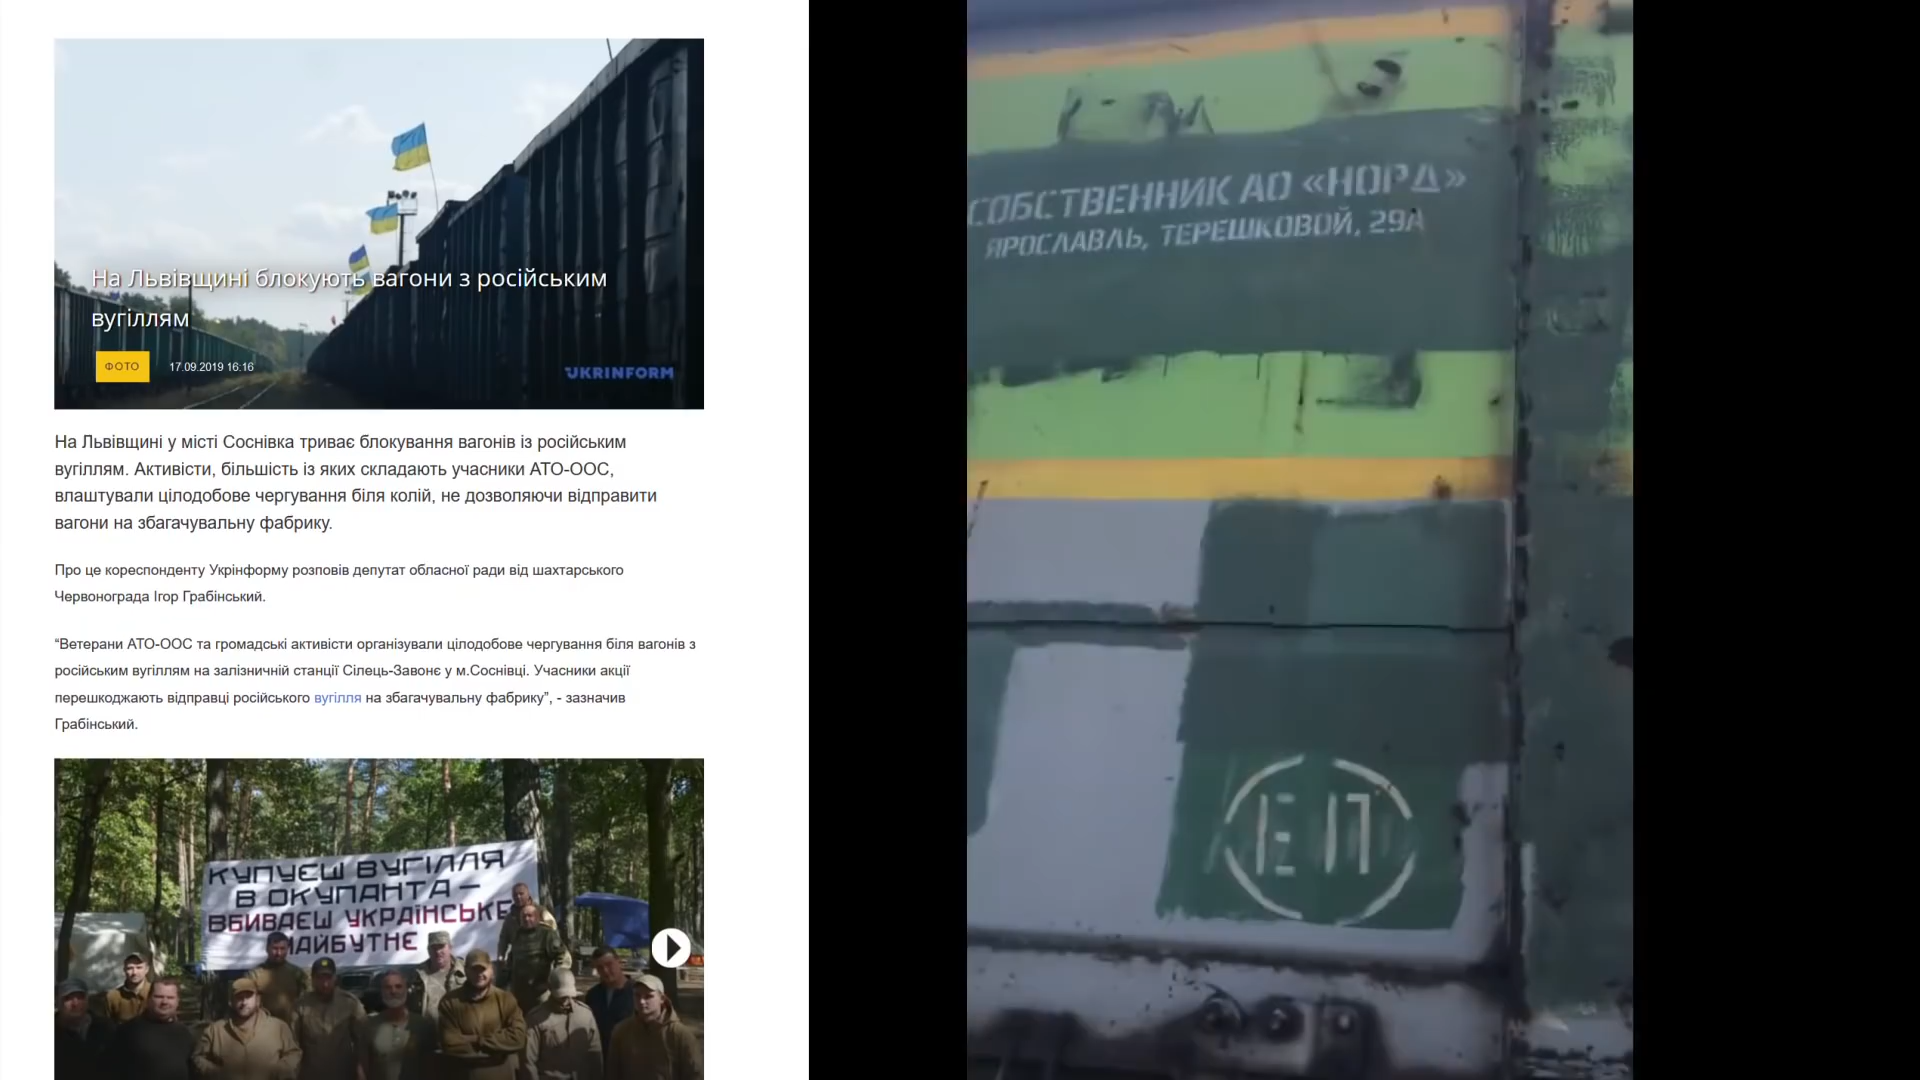 На Львівщині блокують вагони з російським
вугіллям
ФОТО
17.09.2019 16:16
UKRINFORM
На Львівщині у місті Соснівка триває блокування вагонів із російським
вугіллям. Активісти, більшість із яких складають учасники АТО-ООС,
влаштували цілодобове чергування біля колій, не дозволяючи відправити
вагони на збагачувальну фабрику.
Про це кореспонденту Укрінформу розповів депутат обласної ради від шахтарського
Червонограда Ігор Грабінський.
“Ветерани АТО-ООС та громадські активісти організували цілодобове чергування біля вагонів з
російським вугіллям на залізничній станції Сілець-Завонє у м.Соснівці. Учасники акції
перешкоджають відправці російського вугілля на збагачувальну фабрику”, - зазначив
Грабінський.
КУПУЄШ ВУГІЛЛЯ
В ОКУПАНТА –
ВБИВАЄШ УКРАЇНСЬКЕ
МАЙБУТНЄ
СОБСТВЕННИК АО «НОРД»
ЯРОСЛАВЛЬ, ТЕРЕШКОВОЙ, 29А
ЕП